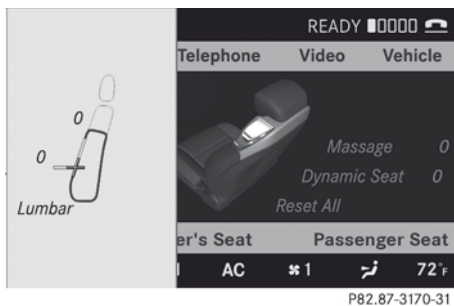 READY
Telephone Video Vehicle
0
0
Lumbar
Massage 0
Dynamic Seat 0
Reset All
er's Seat Passenger Seat
AC 1 72°F
P82.87-3170-31